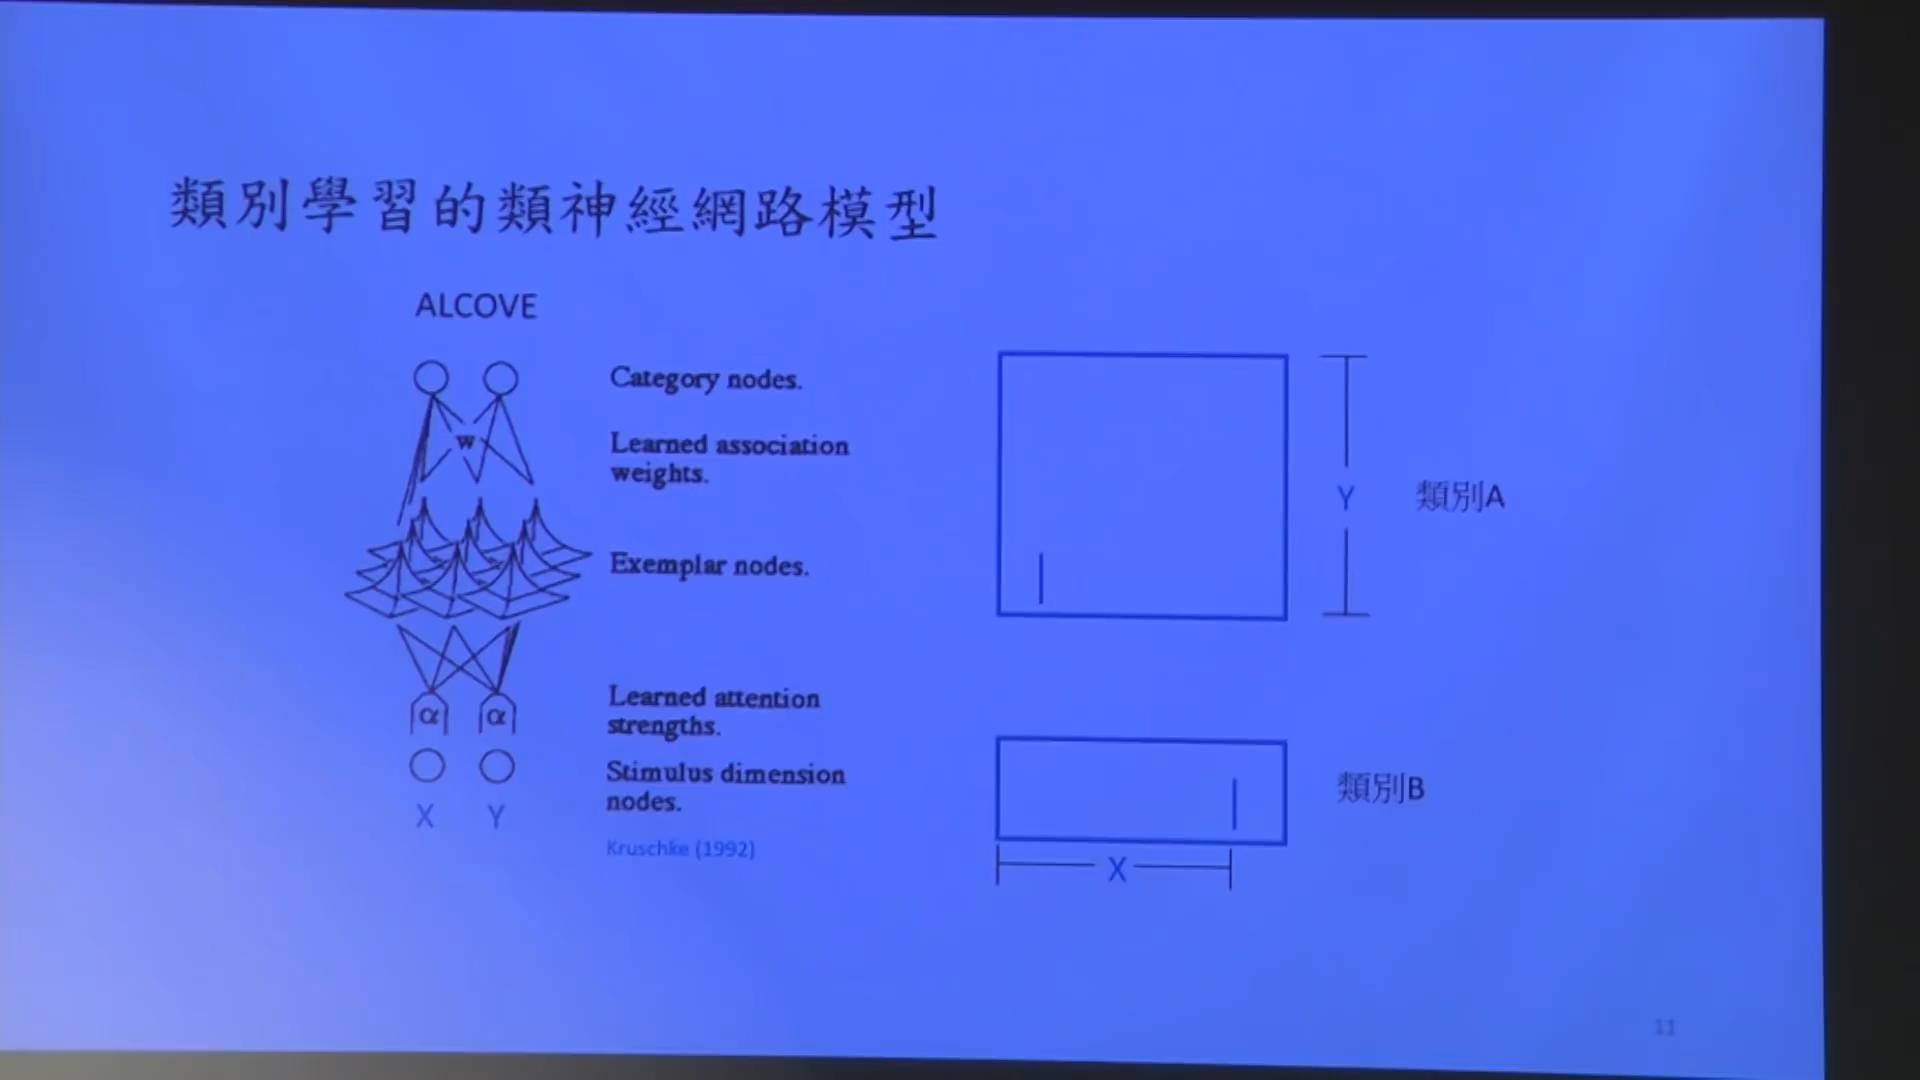 類別學習的類神經網路模型
ALCOVE
Category nodes.
w
Learned association
weights.
Exemplar nodes.
Learned attention
strengths.
α α
Stimulus dimension
nodes.
X Y
Kruschke (1992)
Y
類別A
類別B
X
11